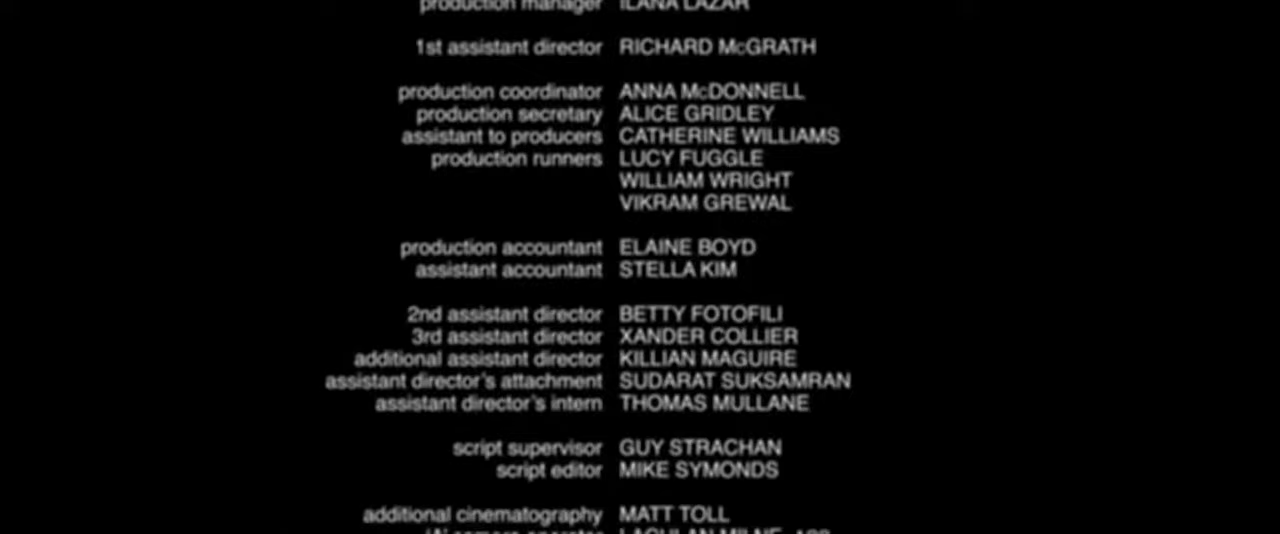 production manager ILANA LAZAR
1st assistant director RICHARD McGRATH
production coordinator ANNA McDONNELL
production secretary ALICE GRIDLEY
assistant to producers CATHERINE WILLIAMS
production runners LUCY FUGGLE
WILLIAM WRIGHT
VIKRAM GREWAL
production accountant ELAINE BOYD
assistant accountant STELLA KIM
2nd assistant director BETTY FOTOFILI
3rd assistant director XANDER COLLIER
additional assistant director KILLIAN MAGUIRE
assistant director's attachment SUDARAT SUKSAMRAN
assistant director's intern THOMAS MULLANE
script supervisor GUY STRACHAN
script editor MIKE SYMONDS
additional cinematography MATT TOLL